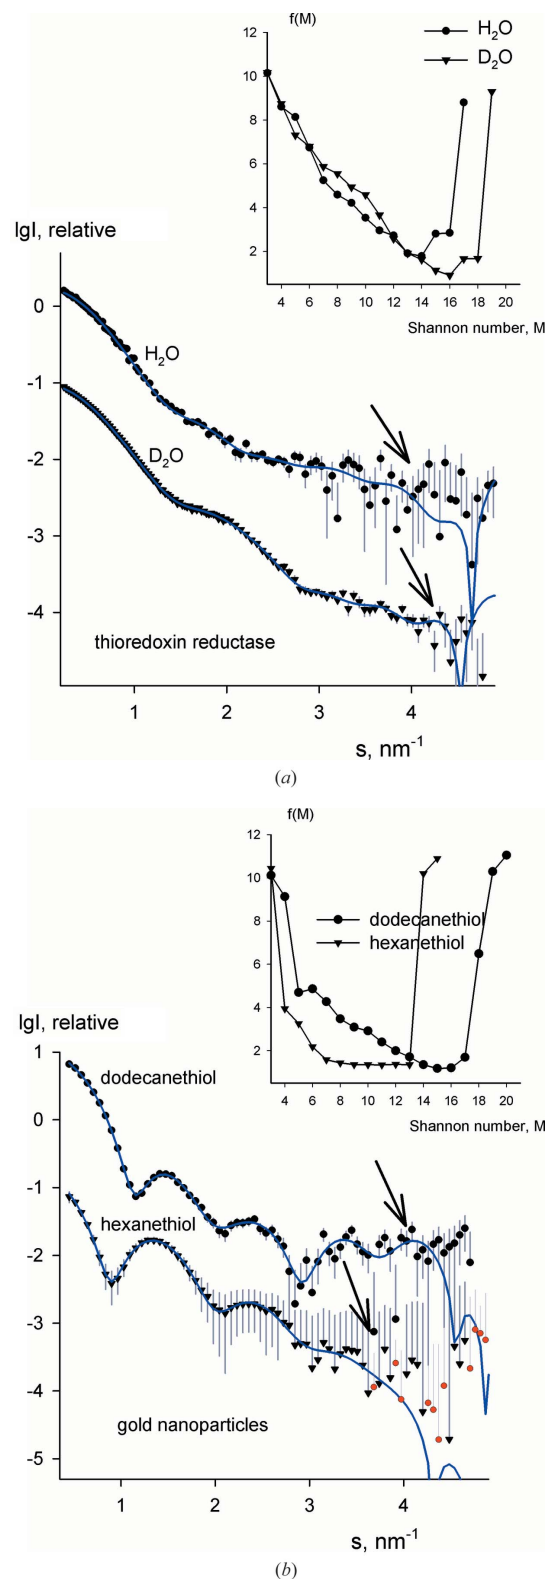 f(M)
H₂O
D₂O
12
10
8
6
4
2
4 6 8 10 12 14 16 18 20
Shannon number, M
lgI, relative
0
-1
-2
-3
-4
H₂O
D₂O
thioredoxin reductase
1 2 3 4
s, nm⁻¹
(a)
f(M)
12
10
8
6
4
2
dodecanethiol
hexanethiol
4 6 8 10 12 14 16 18 20
Shannon number, M
lgI, relative
1
0
-1
-2
-3
-4
-5
dodecanethiol
hexanethiol
gold nanoparticles
1 2 3 4
s, nm⁻¹
(b)